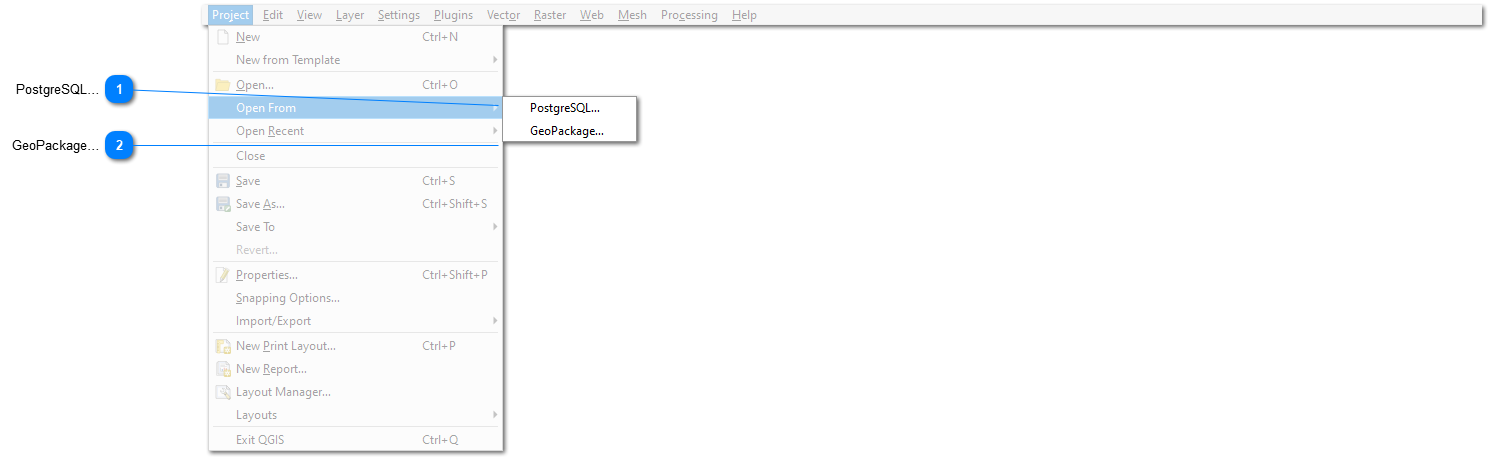 Project Edit View Layer Settings Plugins Vector Raster Web Mesh Processing Help
New Ctrl+N
New from Template
Open... Ctrl+O
PostgreSQL... 1
Open From
PostgreSQL...
Open Recent
GeoPackage...
GeoPackage... 2
Close
Save Ctrl+S
Save As... Ctrl+Shift+S
Save To
Revert...
Properties... Ctrl+Shift+P
Snapping Options...
Import/Export
New Print Layout... Ctrl+P
New Report...
Layout Manager...
Layouts
Exit QGIS Ctrl+Q